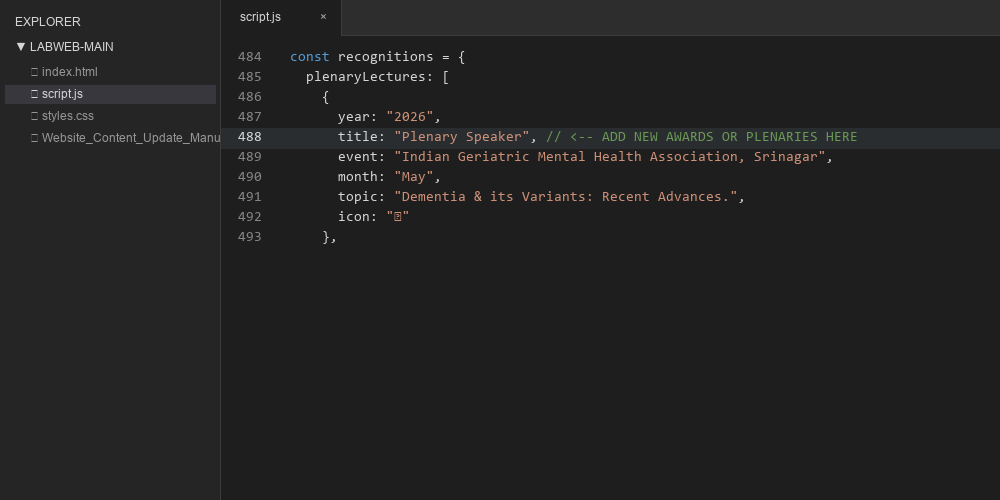 EXPLORER
▼ LABWEB-MAIN
index.html
script.js
styles.css
Website_Content_Update_Manu
script.js ×
484 const recognitions = {
485 plenaryLectures: [
486 {
487 year: "2026",
488 title: "Plenary Speaker", // <-- ADD NEW AWARDS OR PLENARIES HERE
489 event: "Indian Geriatric Mental Health Association, Srinagar",
490 month: "May",
491 topic: "Dementia & its Variants: Recent Advances.",
492 icon: ""
493 },